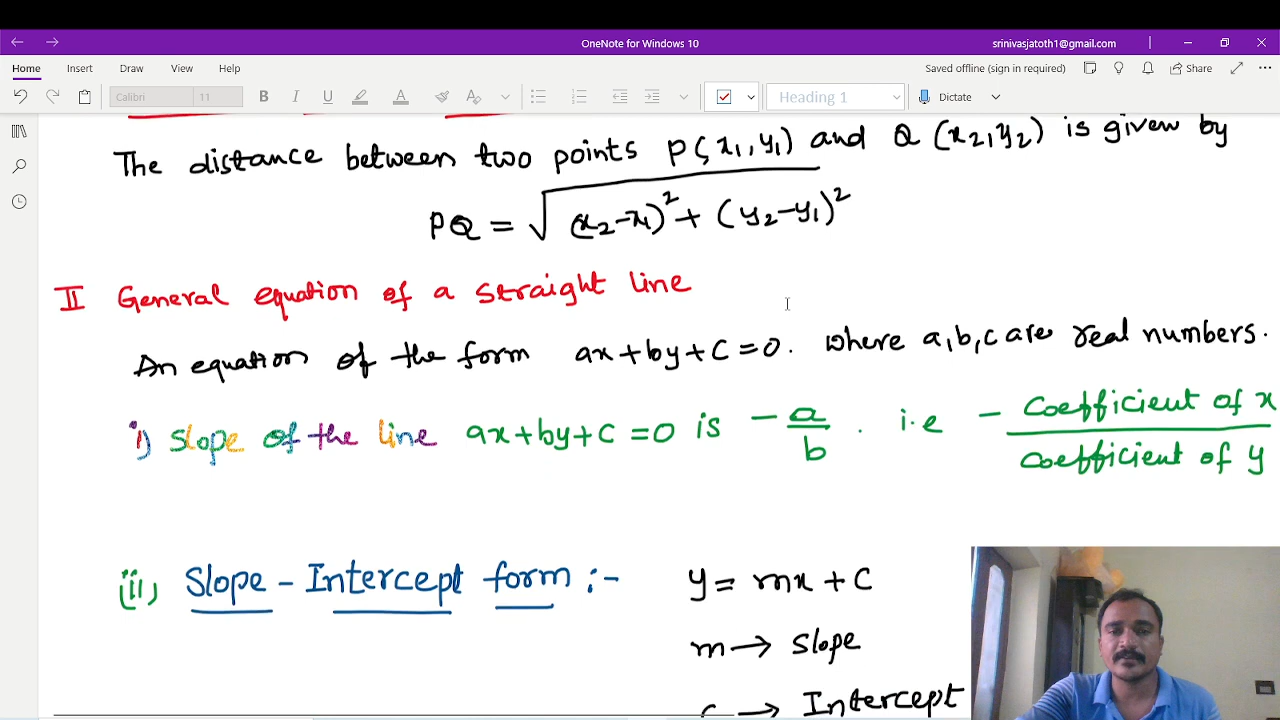 OneNote for Windows 10
srinivasjatoth1@gmail.com
Home Insert Draw View Help
Saved offline (sign in required) Share
Calibri 11 B I U A Heading 1 Dictate
The distance between two points P(x₁, y₁) and Q (x₂, y₂) is given by
PQ = √(x₂-x₁)² + (y₂-y₁)²
II General equation of a straight line
An equation of the form ax+by+c=0. where a,b,c are real numbers.
i) slope of the line ax+by+c=0 is -a/b. i.e - coefficient of x / coefficient of y
(ii) Slope - Intercept form :- y = mx + c
m → slope
c → Intercept